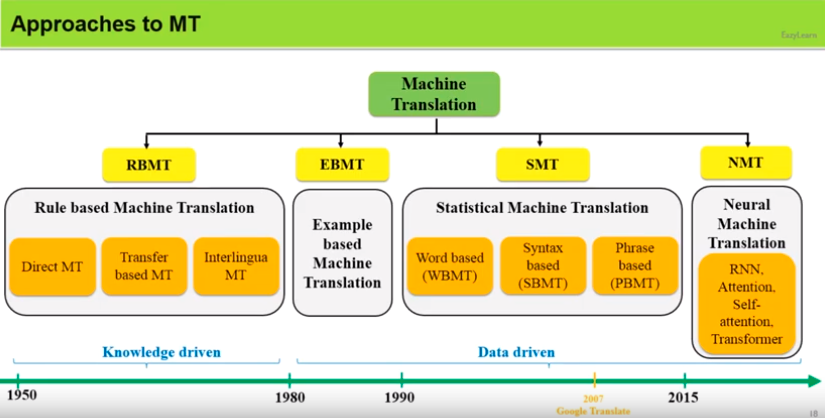 Approaches to MT
EazyLearn
Machine
Translation
RBMT
EBMT
SMT
NMT
Rule based Machine Translation
Direct MT
Transfer
based MT
Interlingua
MT
Example
based
Machine
Translation
Statistical Machine Translation
Word based
(WBMT)
Syntax
based
(SBMT)
Phrase
based
(PBMT)
Neural
Machine
Translation
RNN,
Attention,
Self-
attention,
Transformer
Knowledge driven
Data driven
1950
1980
1990
2007
Google Translate
2015
18